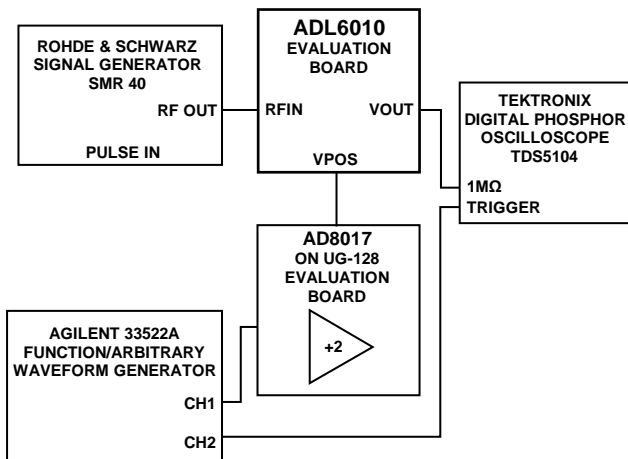 ROHDE & SCHWARZ
SIGNAL GENERATOR
SMR 40
RF OUT
PULSE IN
ADL6010
EVALUATION
BOARD
RFIN
VOUT
VPOS
TEKTRONIX
DIGITAL PHOSPHOR
OSCILLOSCOPE
TDS5104
1MΩ
TRIGGER
AD8017
ON UG-128
EVALUATION
BOARD
+2
AGILENT 33522A
FUNCTION/ARBITRARY
WAVEFORM GENERATOR
CH1
CH2